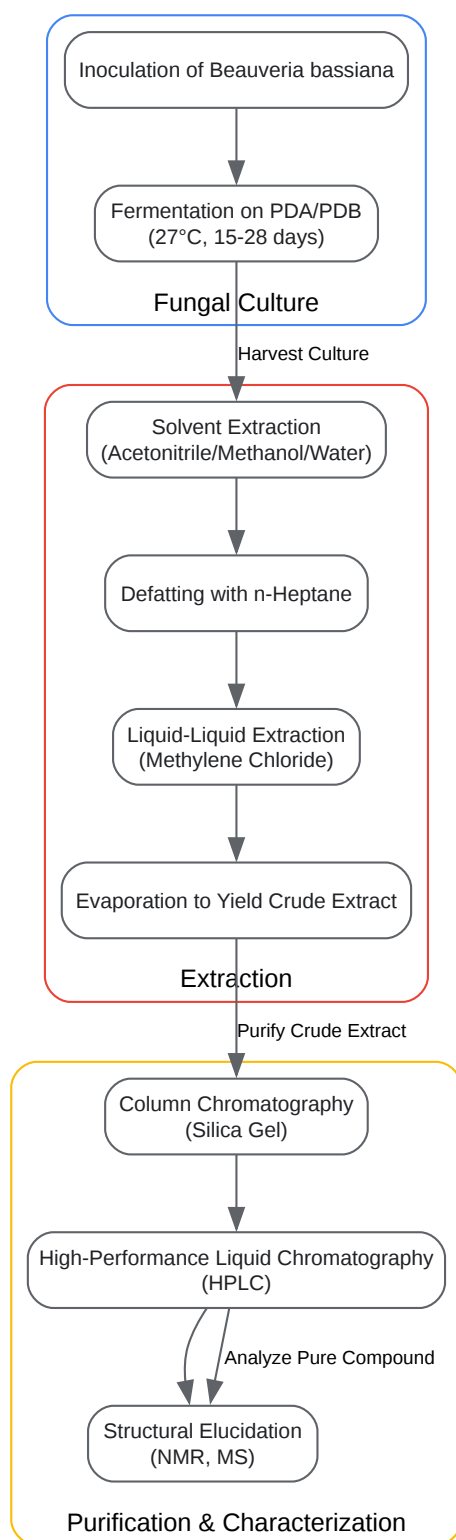 Inoculation of Beauveria bassiana
Fermentation on PDA/PDB
(27°C, 15-28 days)
Fungal Culture
Harvest Culture
Solvent Extraction
(Acetonitrile/Methanol/Water)
Defatting with n-Heptane
Liquid-Liquid Extraction
(Methylene Chloride)
Evaporation to Yield Crude Extract
Extraction
Purify Crude Extract
Column Chromatography
(Silica Gel)
High-Performance Liquid Chromatography
(HPLC)
Analyze Pure Compound
Structural Elucidation
(NMR, MS)
Purification & Characterization